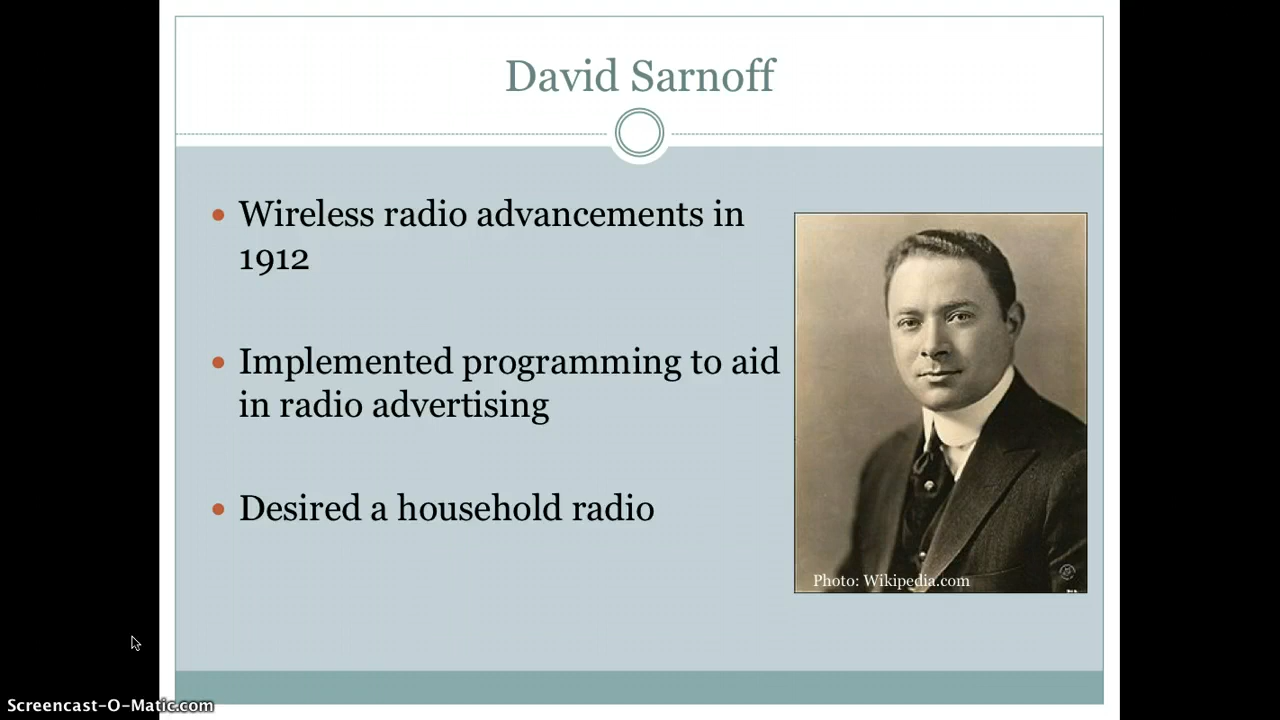 David Sarnoff
Wireless radio advancements in
1912
Implemented programming to aid
in radio advertising
Desired a household radio
Photo: Wikipedia.com
Screencast-O-Matic.com